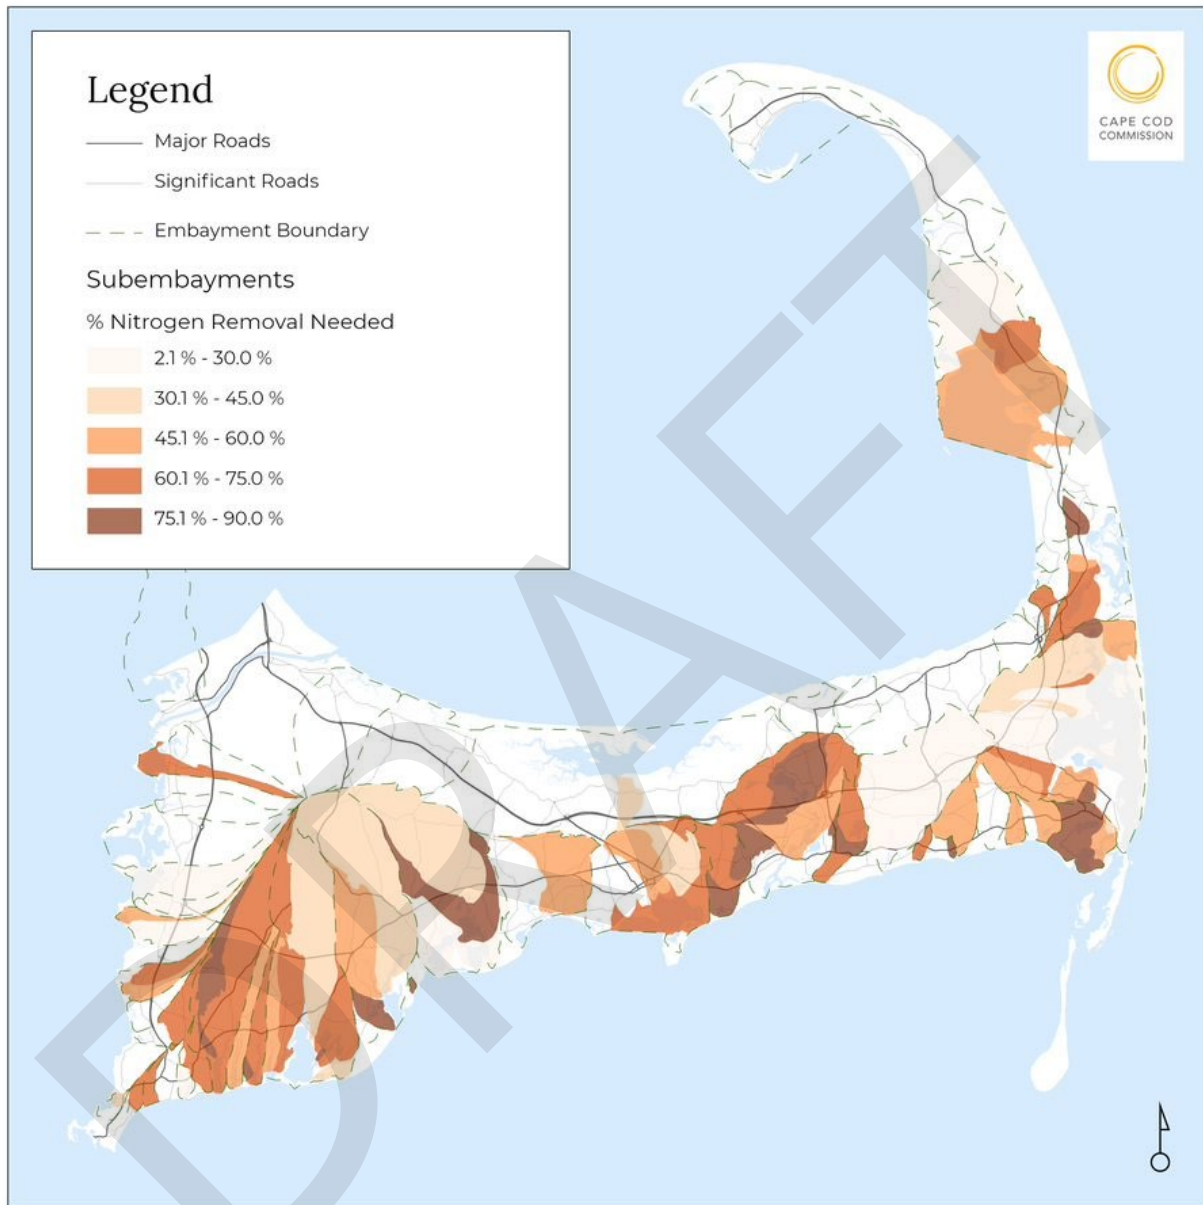 Legend
Major Roads
Significant Roads
Embayment Boundary
Subembayments
% Nitrogen Removal Needed
2.1 % - 30.0 %
30.1 % - 45.0 %
45.1 % - 60.0 %
60.1 % - 75.0 %
75.1 % - 90.0 %
CAPE COD
COMMISSION
DRAFT